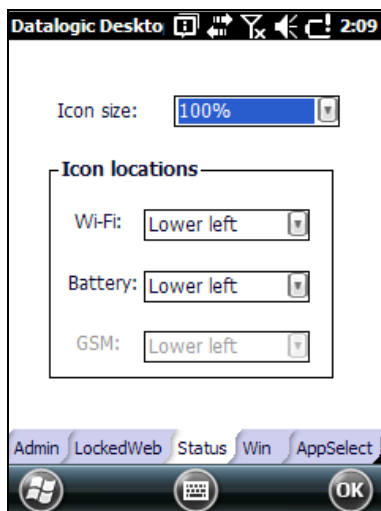 Datalogic Deskto 2:09
Icon size: 100%
Icon locations
Wi-Fi: Lower left
Battery: Lower left
GSM: Lower left
Admin LockedWeb Status Win AppSelect
OK